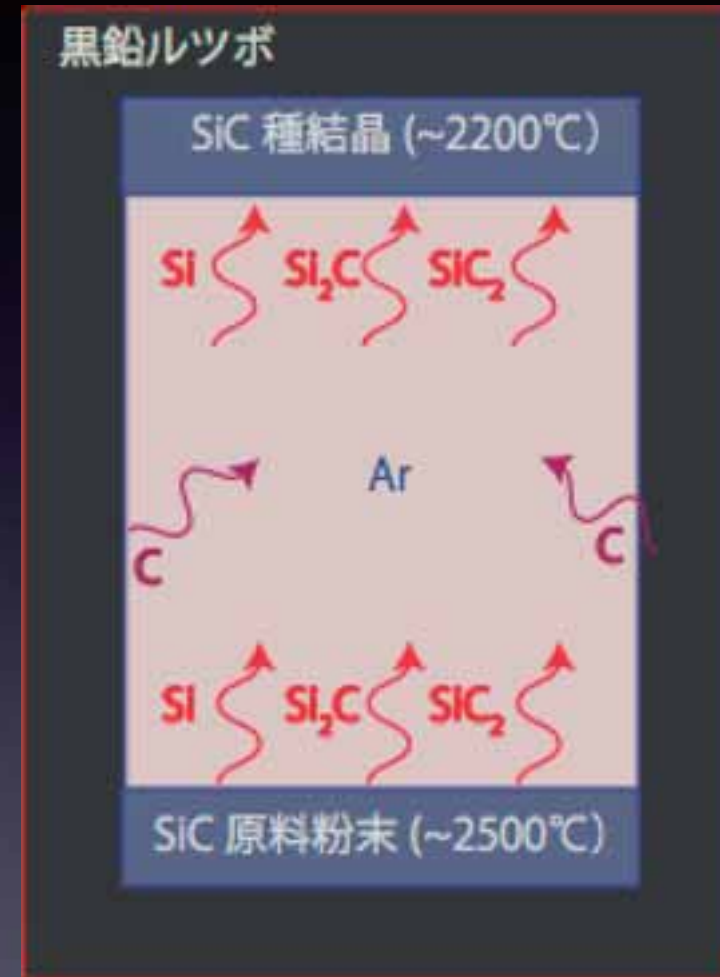 黒鉛ルツボ
SiC 種結晶 (~2200℃)
Si Si₂C SiC₂
Ar
C C
Si Si₂C SiC₂
SiC 原料粉末 (~2500℃)